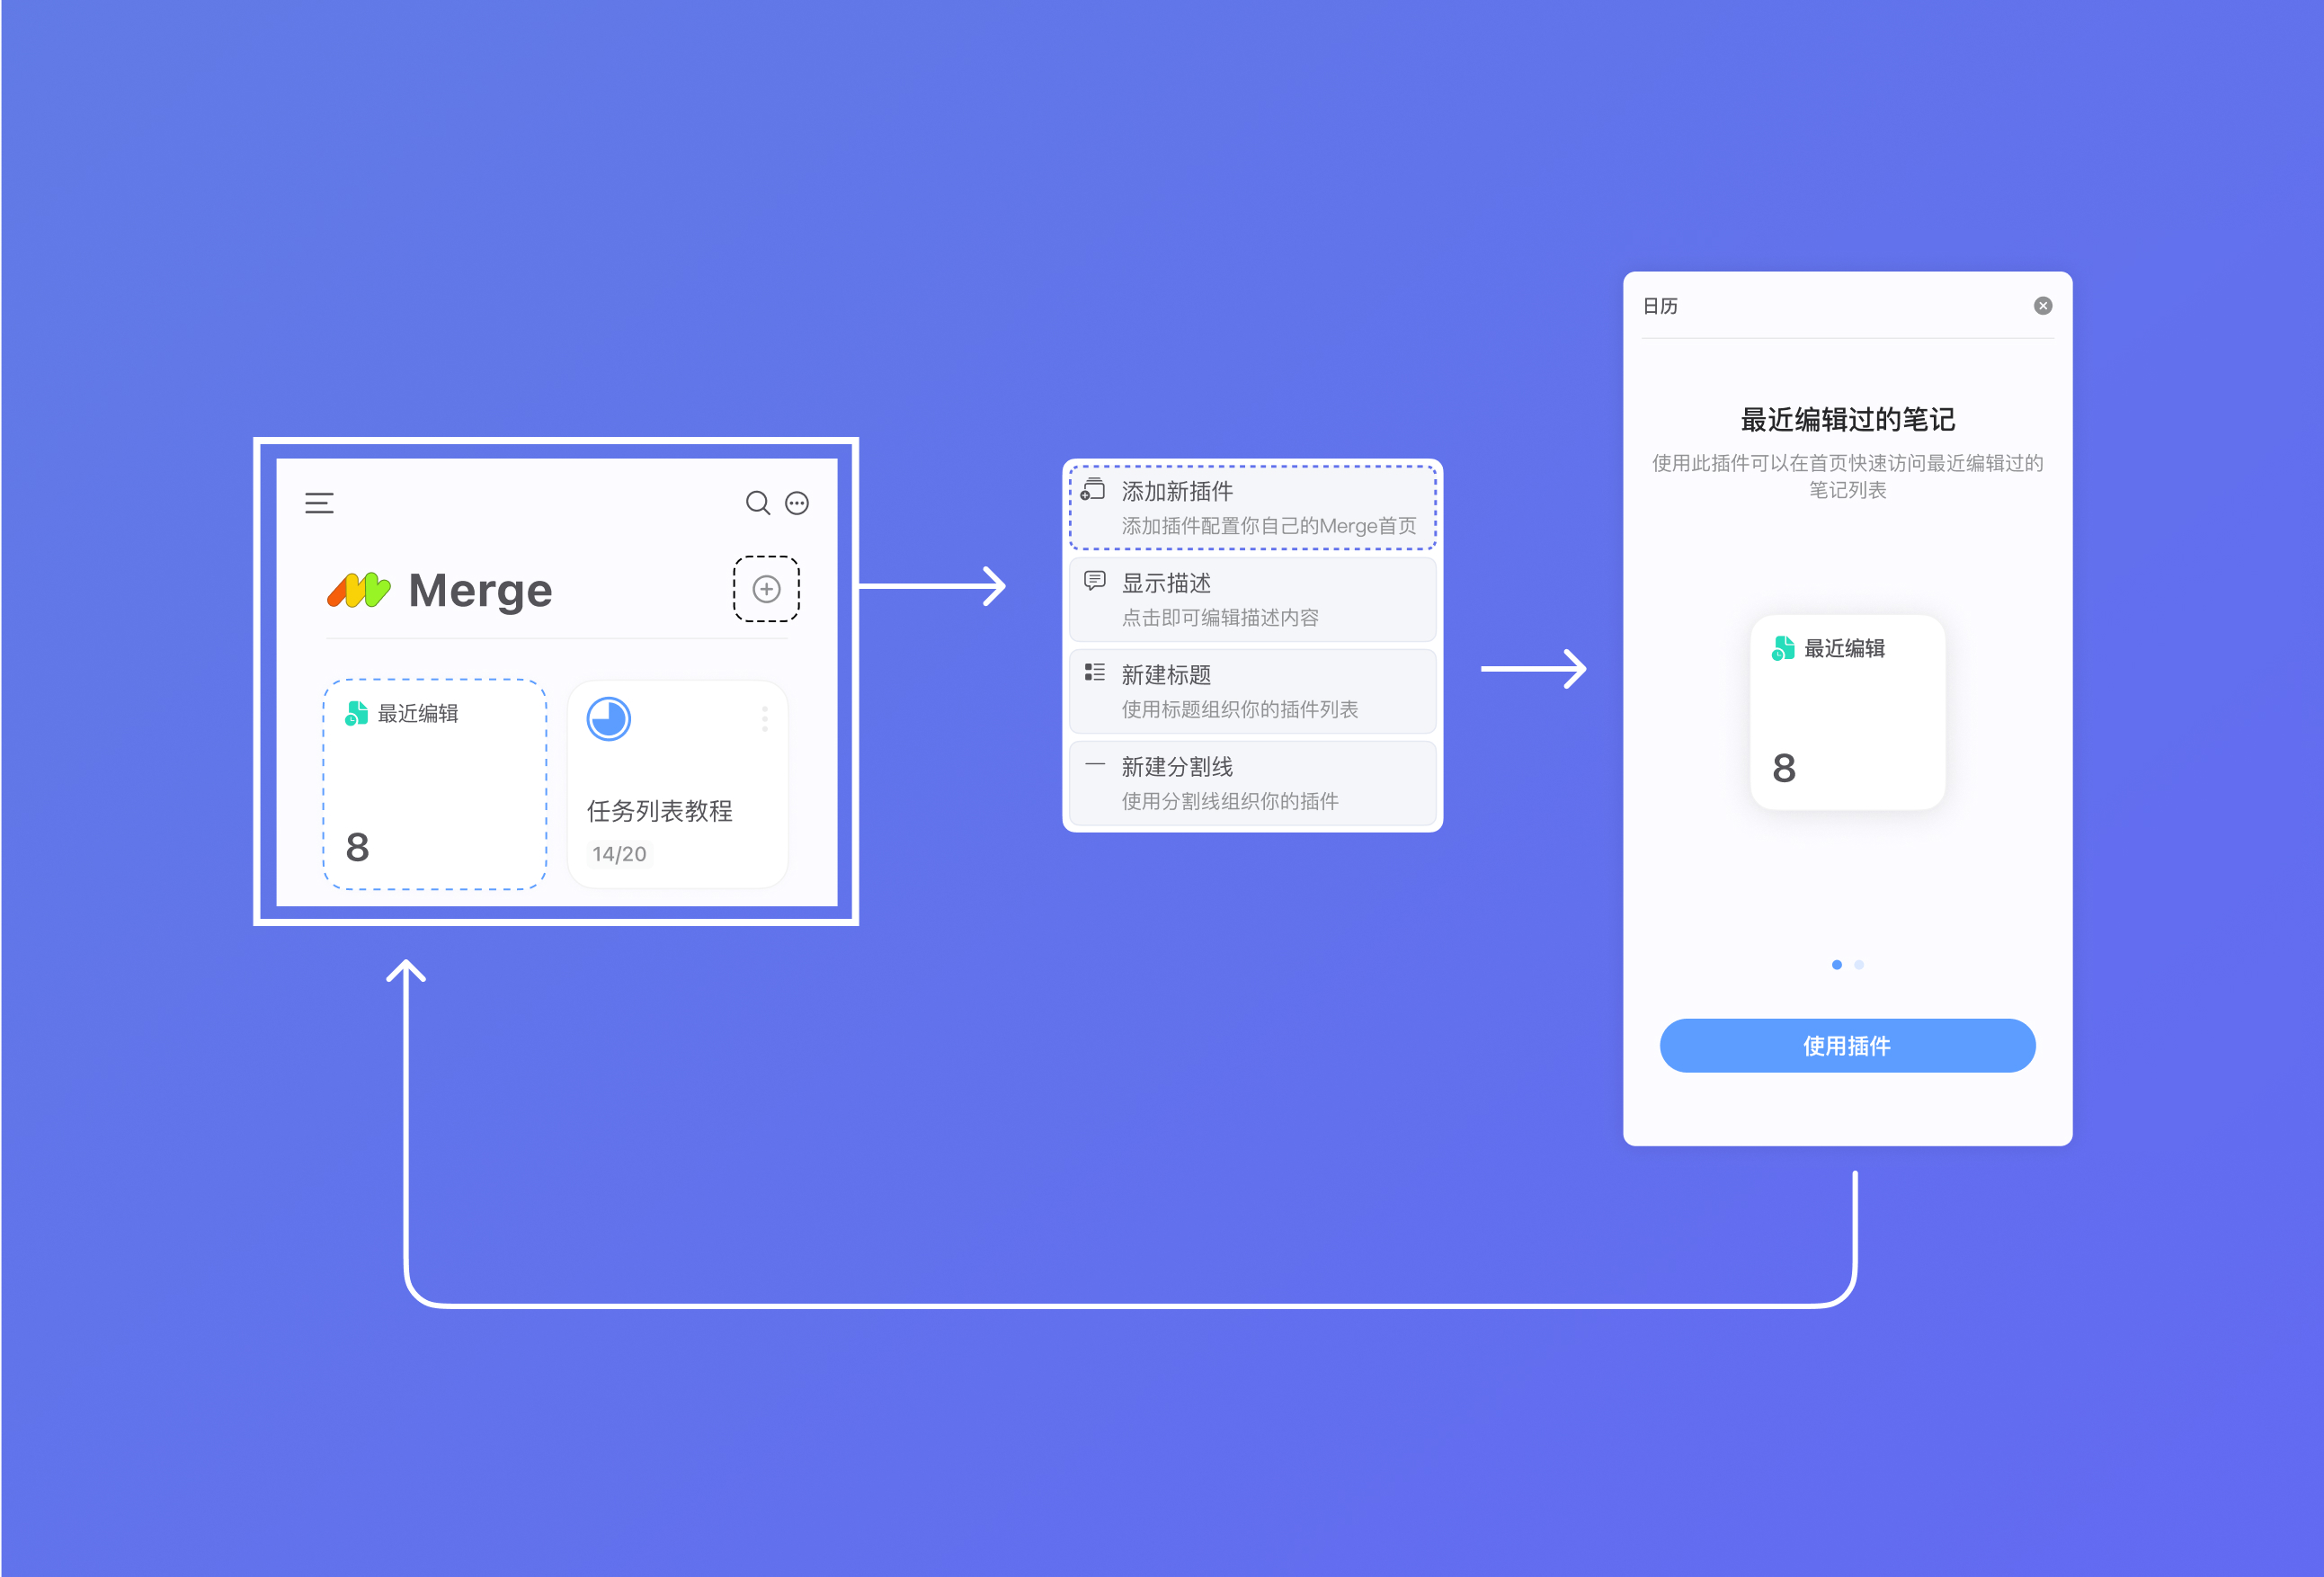 Merge
最近编辑
8
任务列表教程
14/20
添加新插件
添加插件配置你自己的Merge首页
显示描述
点击即可编辑描述内容
新建标题
使用标题组织你的插件列表
新建分割线
使用分割线组织你的插件
日历
最近编辑过的笔记
使用此插件可以在首页快速访问最近编辑过的
笔记列表
最近编辑
8
使用插件